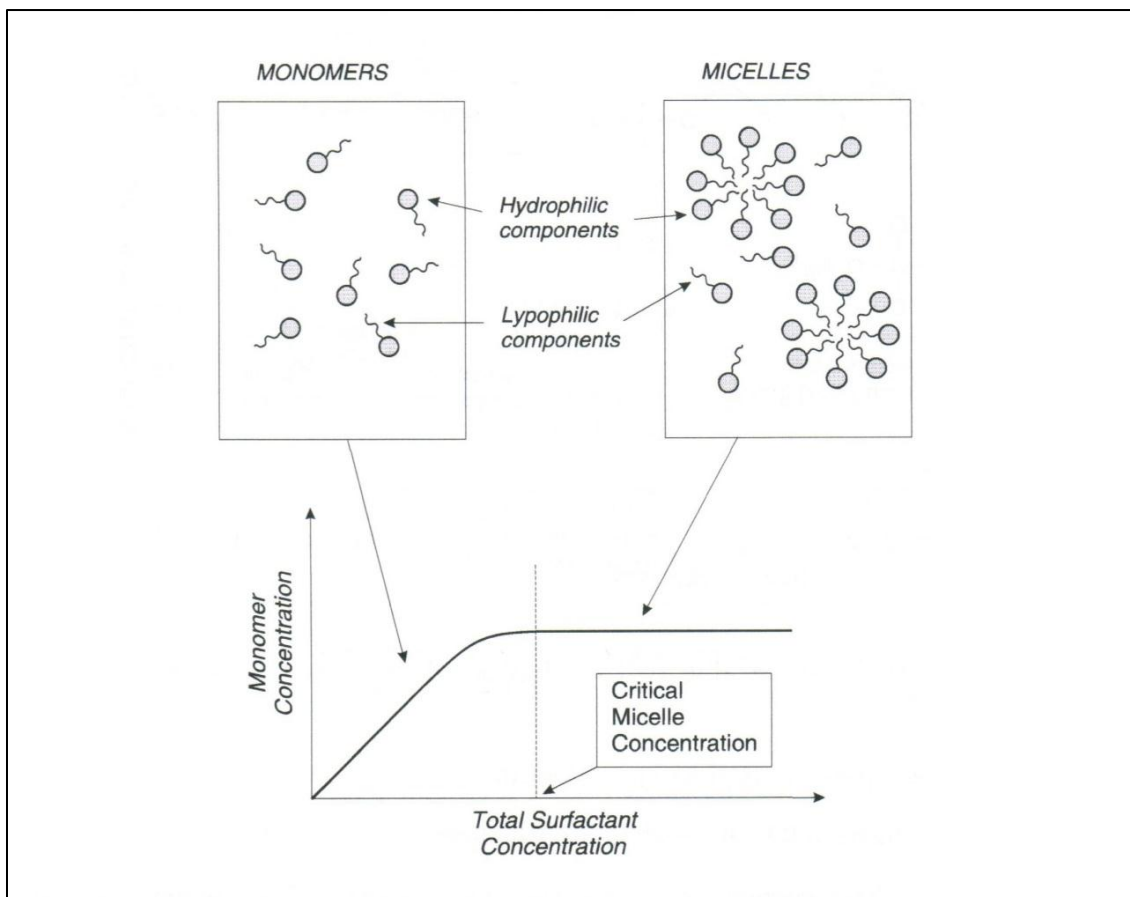 MONOMERS
MICELLES
Hydrophilic
components
Lypophilic
components
Monomer
Concentration
Critical
Micelle
Concentration
Total Surfactant
Concentration